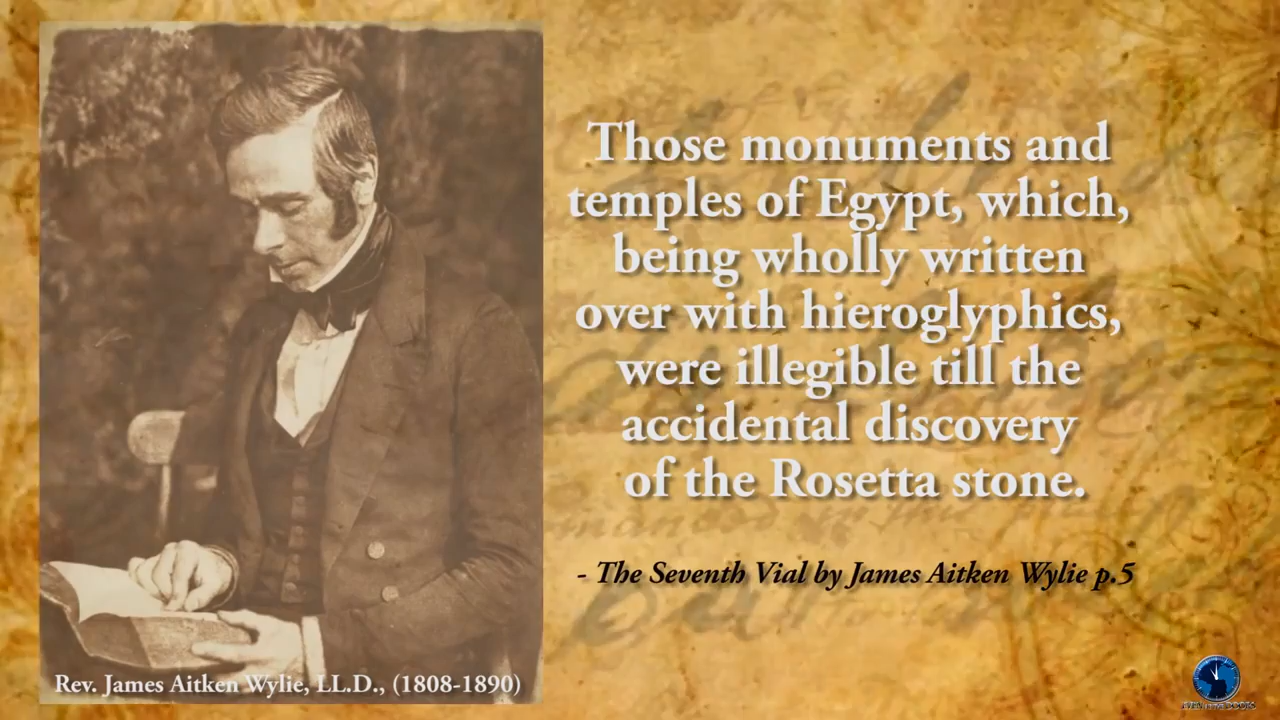 Those monuments and
temples of Egypt, which,
being wholly written
over with hieroglyphics,
were illegible till the
accidental discovery
of the Rosetta stone.
- The Seventh Vial by James Aitken Wylie p.5
Rev. James Aitken Wylie, LL.D., (1808-1890)